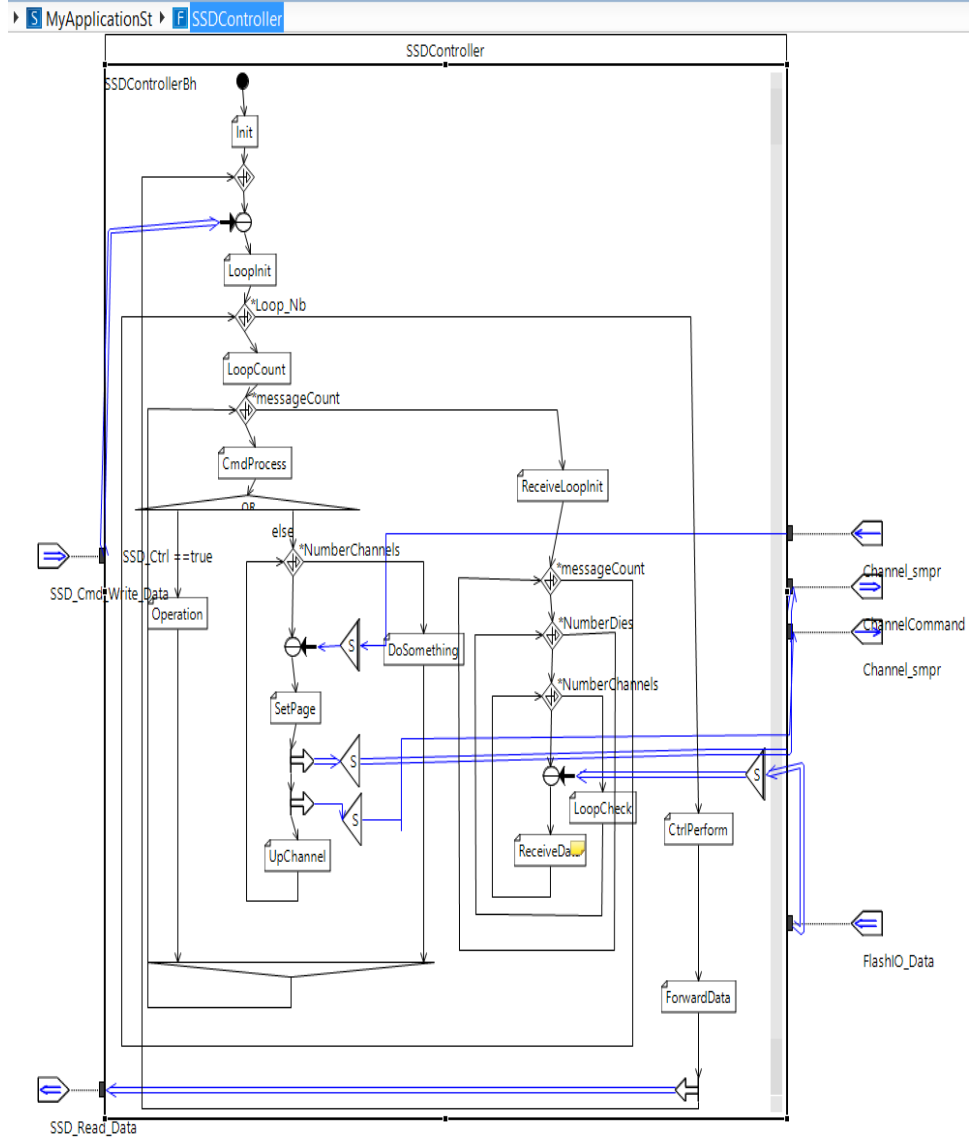 S MyApplicationSt F SSDController
SSDController
SSDControllerBh
Init
LoopInit
*Loop_Nb
LoopCount
*messageCount
CmdProcess
ReceiveLoopInit
OR
else
SSD_Ctrl ==true
*NumberChannels
*messageCount
Channel_smpr
SSD_Cmd_Write_Data
Operation
*NumberDies
ChannelCommand
S
DoSomething
Channel_smpr
*NumberChannels
SetPage
S
S
S
LoopCheck
CtrlPerform
UpChannel
ReceiveData
FlashIO_Data
ForwardData
SSD_Read_Data